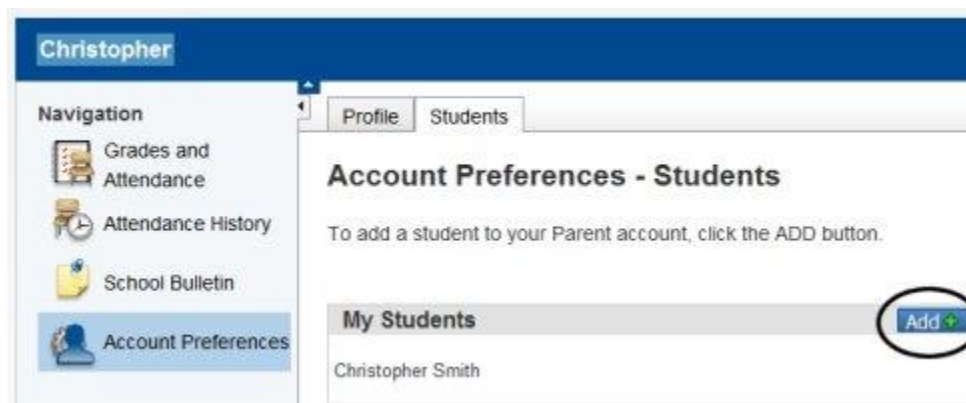 Christopher
Navigation
Grades and
Attendance
Attendance History
School Bulletin
Account Preferences
Profile
Students
Account Preferences - Students
To add a student to your Parent account, click the ADD button.
My Students
Add
Christopher Smith